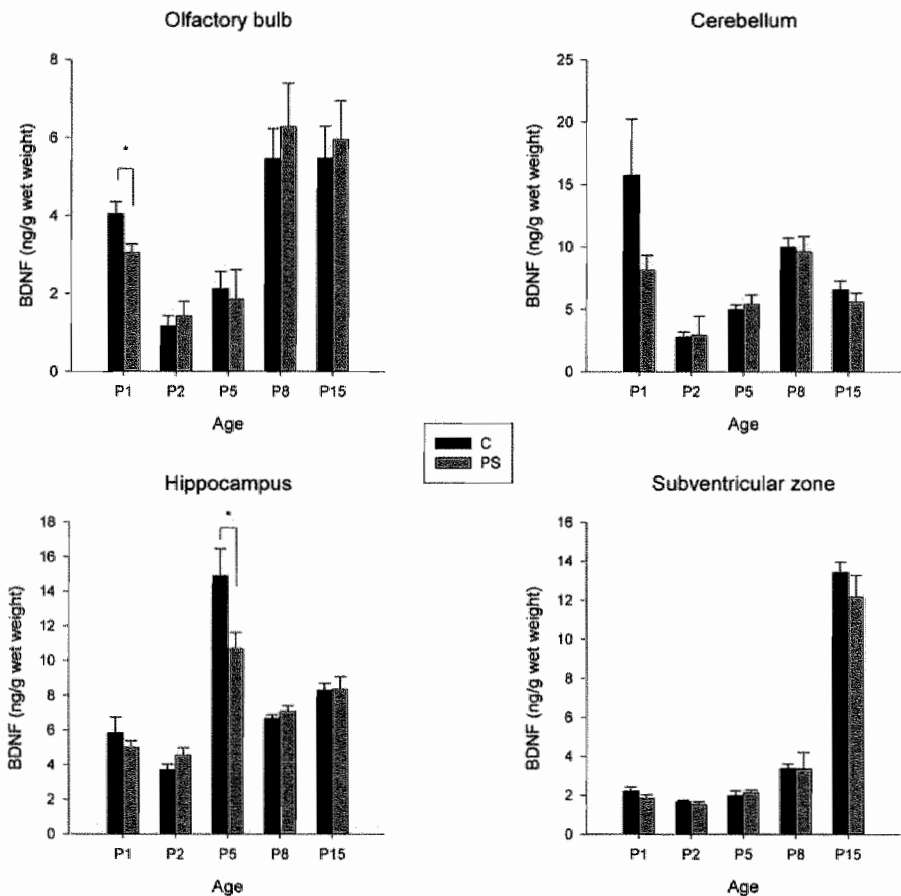 Olfactory bulb
8
6
4
2
0
BDNF (ng/g wet weight)
*
P1 P2 P5 P8 P15
Age
Cerebellum
25
20
15
10
5
0
BDNF (ng/g wet weight)
P1 P2 P5 P8 P15
Age
C
PS
Hippocampus
18
16
14
12
10
8
6
4
2
0
BDNF (ng/g wet weight)
*
P1 P2 P5 P8 P15
Age
Subventricular zone
16
14
12
10
8
6
4
2
0
BDNF (ng/g wet weight)
P1 P2 P5 P8 P15
Age